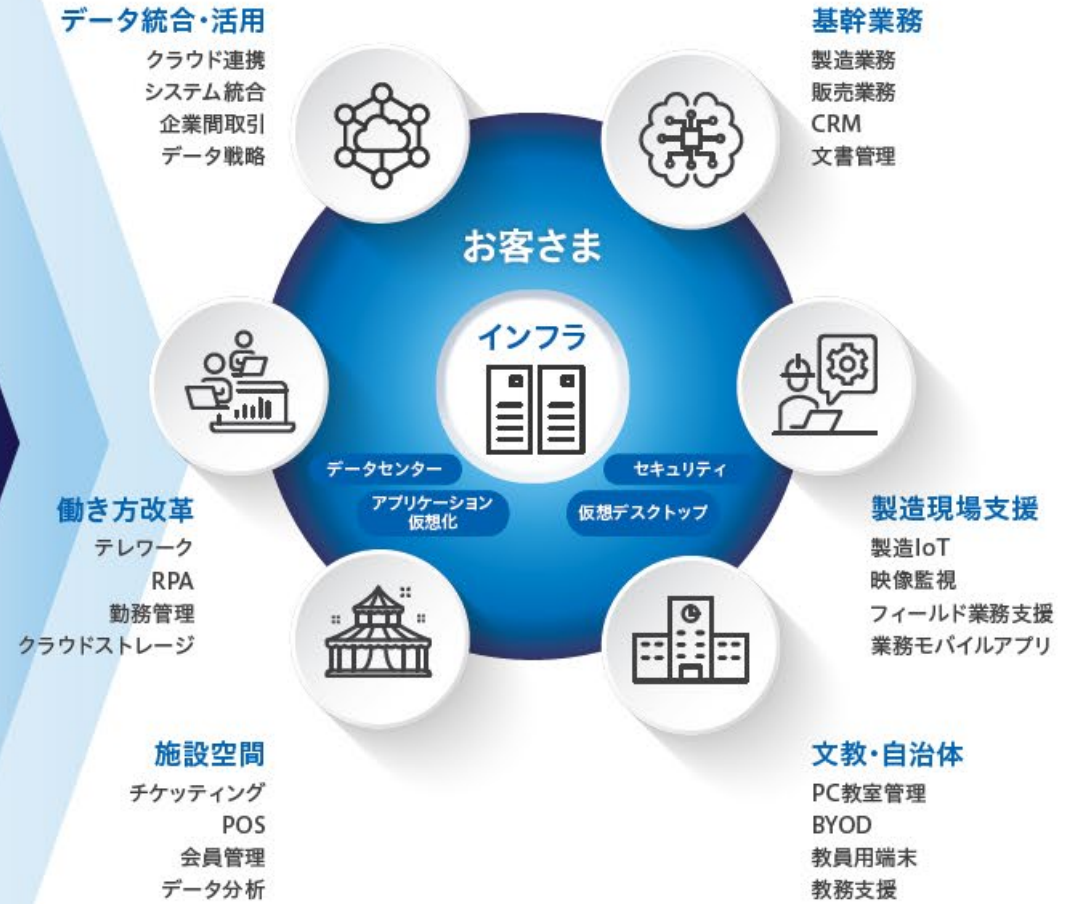 データ統合・活用
クラウド連携
システム統合
企業間取引
データ戦略
基幹業務
製造業務
販売業務
CRM
文書管理
お客さま
インフラ
データセンター
セキュリティ
アプリケーション
仮想化
仮想デスクトップ
働き方改革
テレワーク
RPA
勤務管理
クラウドストレージ
製造現場支援
製造IoT
映像監視
フィールド業務支援
業務モバイルアプリ
施設空間
チケッティング
POS
会員管理
データ分析
文教・自治体
PC教室管理
BYOD
教員用端末
教務支援